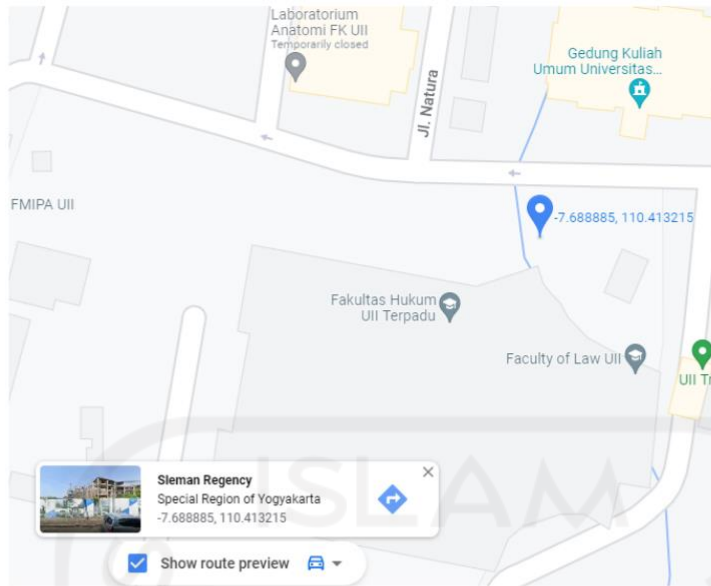 Laboratorium
Anatomi FK UII
Temporarily closed
Gedung Kuliah
Umum Universitas...
Jl. Natura
FMIPA UII
-7.688885, 110.413215
Fakultas Hukum
UII Terpadu
Faculty of Law UII
UII Tr
ISLAM
Sleman Regency
Special Region of Yogyakarta
-7.688885, 110.413215
Show route preview